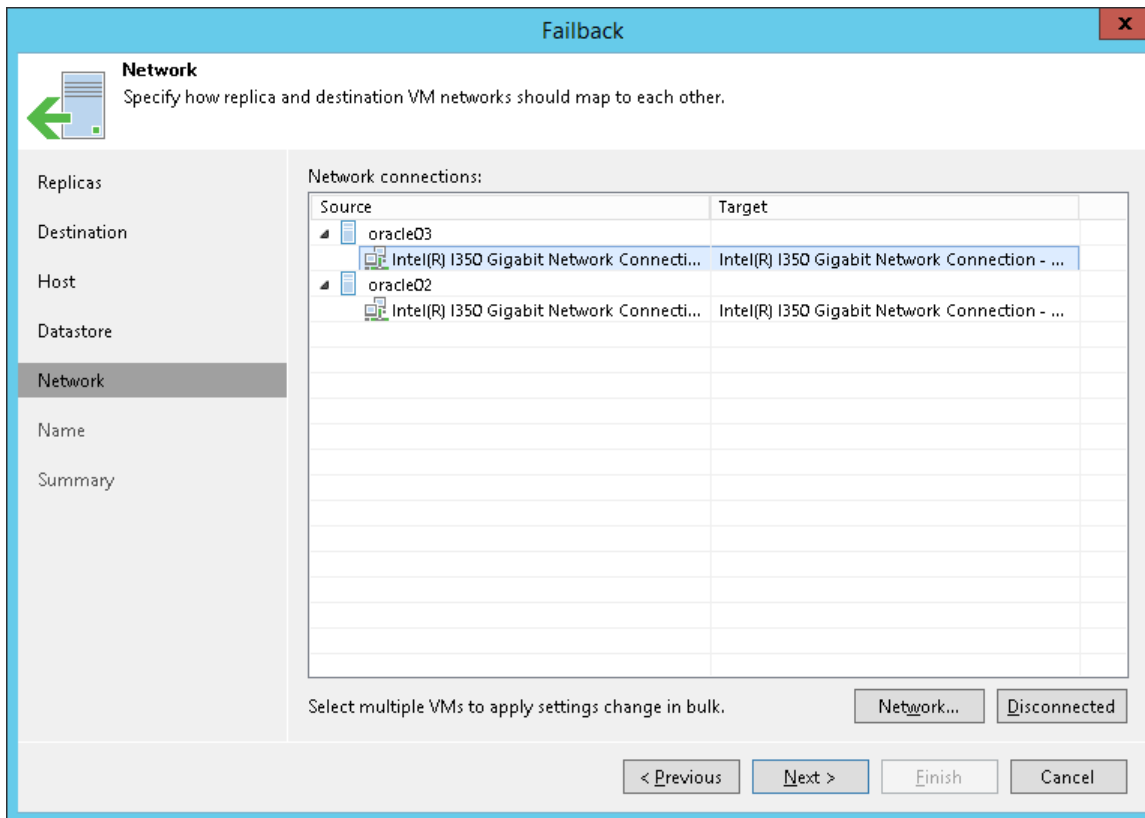 Failback
x
Network
Specify how replica and destination VM networks should map to each other.
Replicas
Destination
Host
Datastore
Network
Name
Summary
Network connections:
Source Target
oracle03
Intel(R) I350 Gigabit Network Connecti... Intel(R) I350 Gigabit Network Connection - ...
oracle02
Intel(R) I350 Gigabit Network Connecti... Intel(R) I350 Gigabit Network Connection - ...
Select multiple VMs to apply settings change in bulk. Network... Disconnected
< Previous Next > Finish Cancel